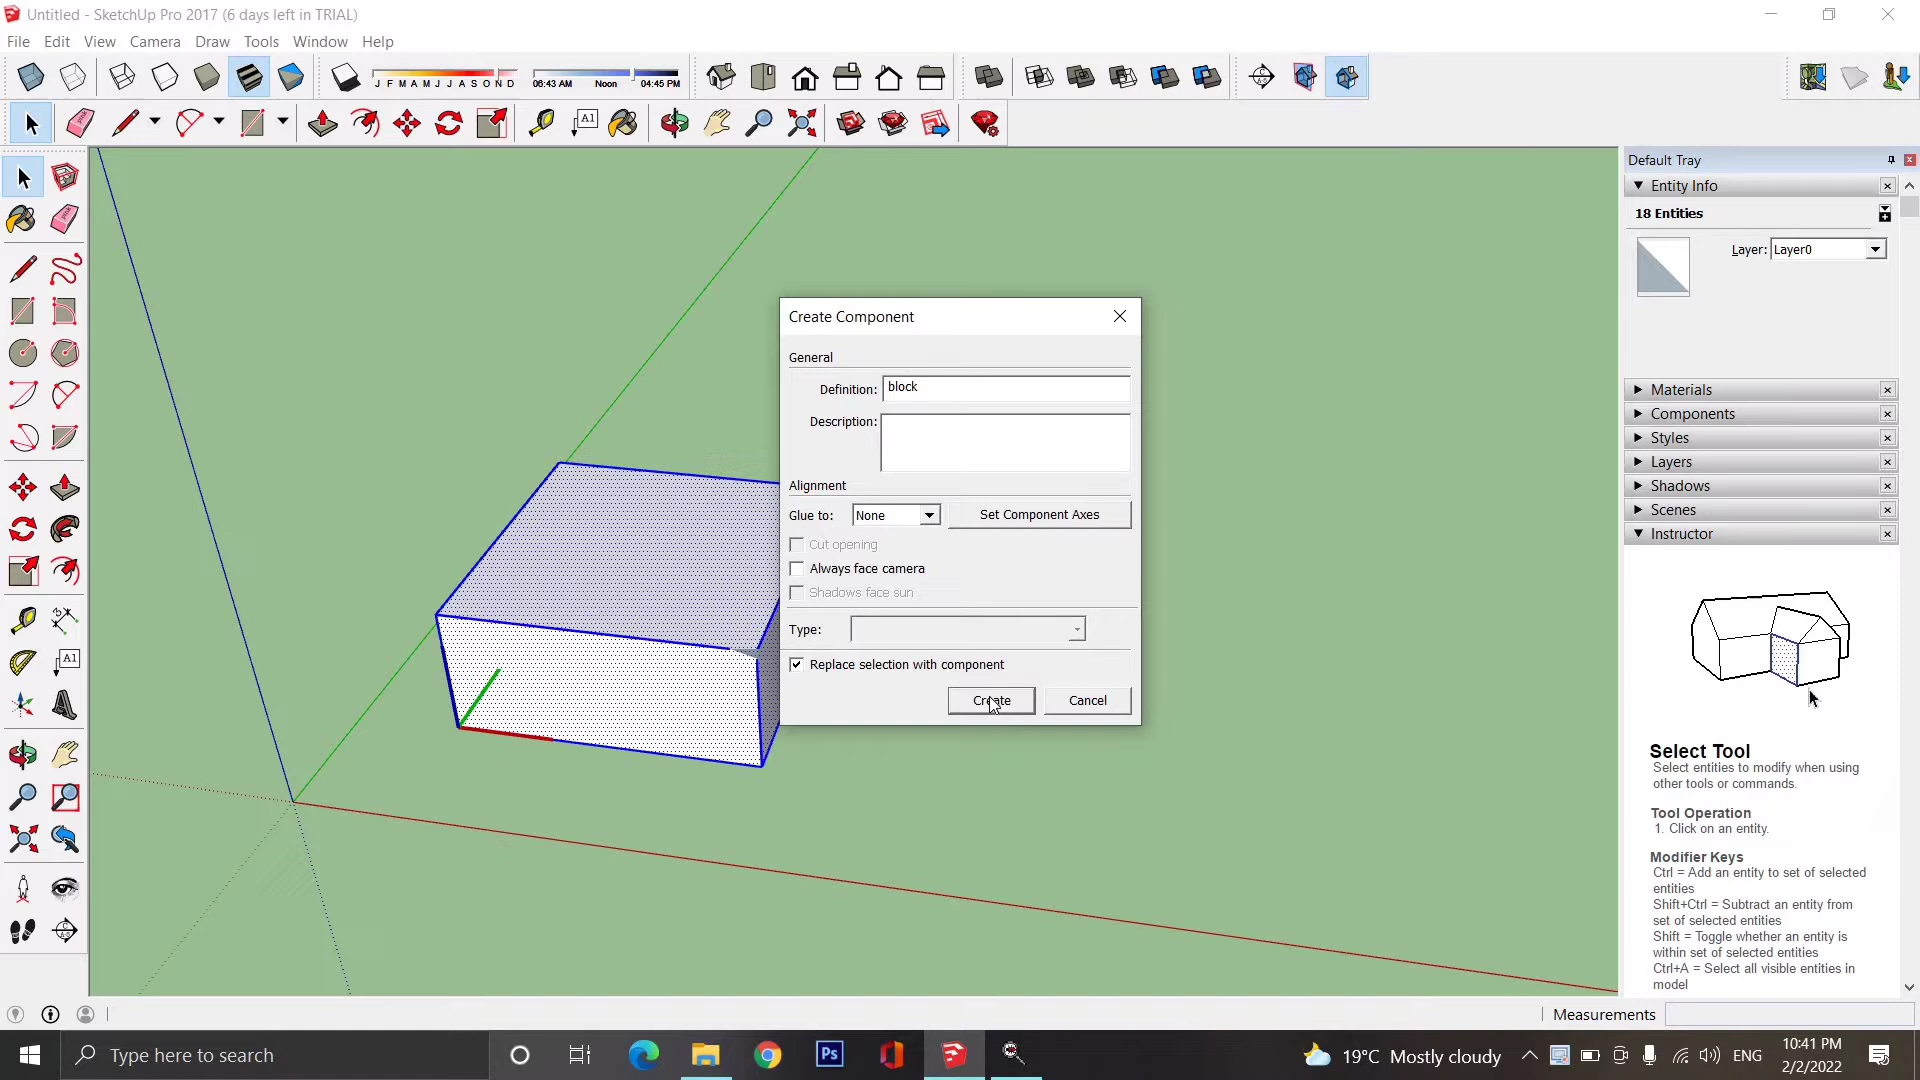 Untitled - SketchUp Pro 2017 (6 days left in TRIAL)
File Edit View Camera Draw Tools Window Help
J F M A M J J A S O N D 06:43 AM Noon 04:45 PM
A1
Default Tray
Entity Info
18 Entities
Layer: Layer0
Create Component
General
Definition: block
Description:
Alignment
Glue to: None Set Component Axes
Cut opening
Always face camera
Shadows face sun
Type:
Replace selection with component
Create Cancel
Materials
Components
Styles
Layers
Shadows
Scenes
Instructor
A1
Select Tool
Select entities to modify when using
other tools or commands.
Tool Operation
1. Click on an entity.
Modifier Keys
Ctrl = Add an entity to set of selected
entities
Shift+Ctrl = Subtract an entity from
set of selected entities
Shift = Toggle whether an entity is
within set of selected entities
Ctrl+A = Select all visible entities in
model
Measurements
Type here to search
Ps
19°C Mostly cloudy
ENG
10:41 PM
2/2/2022